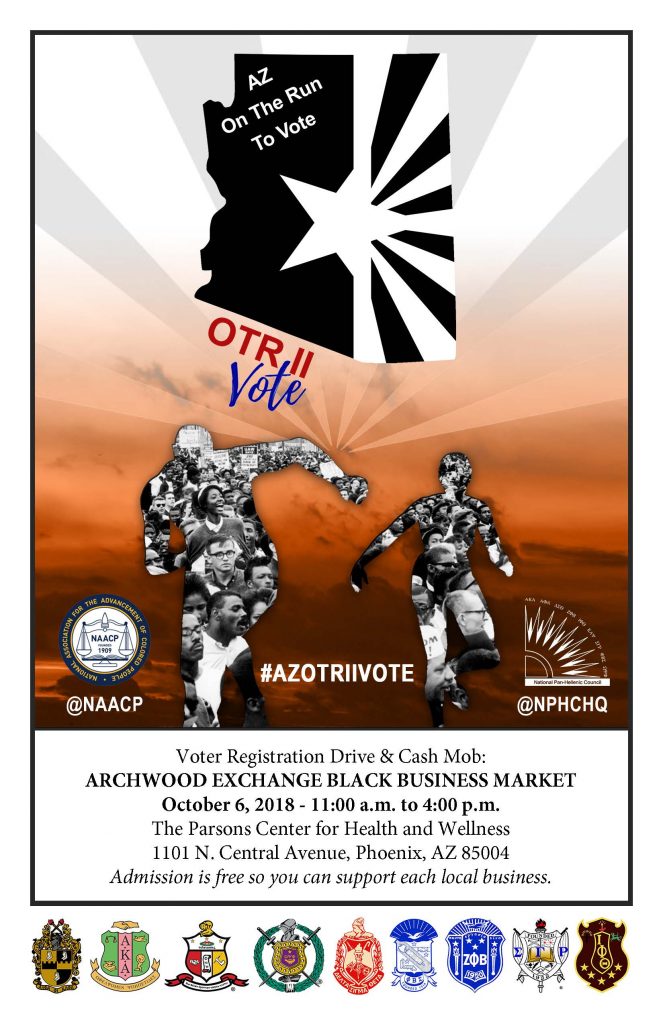 AZ
On The Run
To Vote
OTR II
Vote
NATIONAL ASSOCIATION FOR THE ADVANCEMENT OF COLORED PEOPLE
NAACP
FOUNDED
1909
@NAACP
#AZOTRIIVOTE
National Pan-Hellenic Council
@NPHCHQ
Voter Registration Drive & Cash Mob:
ARCHWOOD EXCHANGE BLACK BUSINESS MARKET
October 6, 2018 - 11:00 a.m. to 4:00 p.m.
The Parsons Center for Health and Wellness
1101 N. Central Avenue, Phoenix, AZ 85004
Admission is free so you can support each local business.
ΑΚΑ
ΖΦΒ
1920
ΣΓΡ
ΙΦΘ